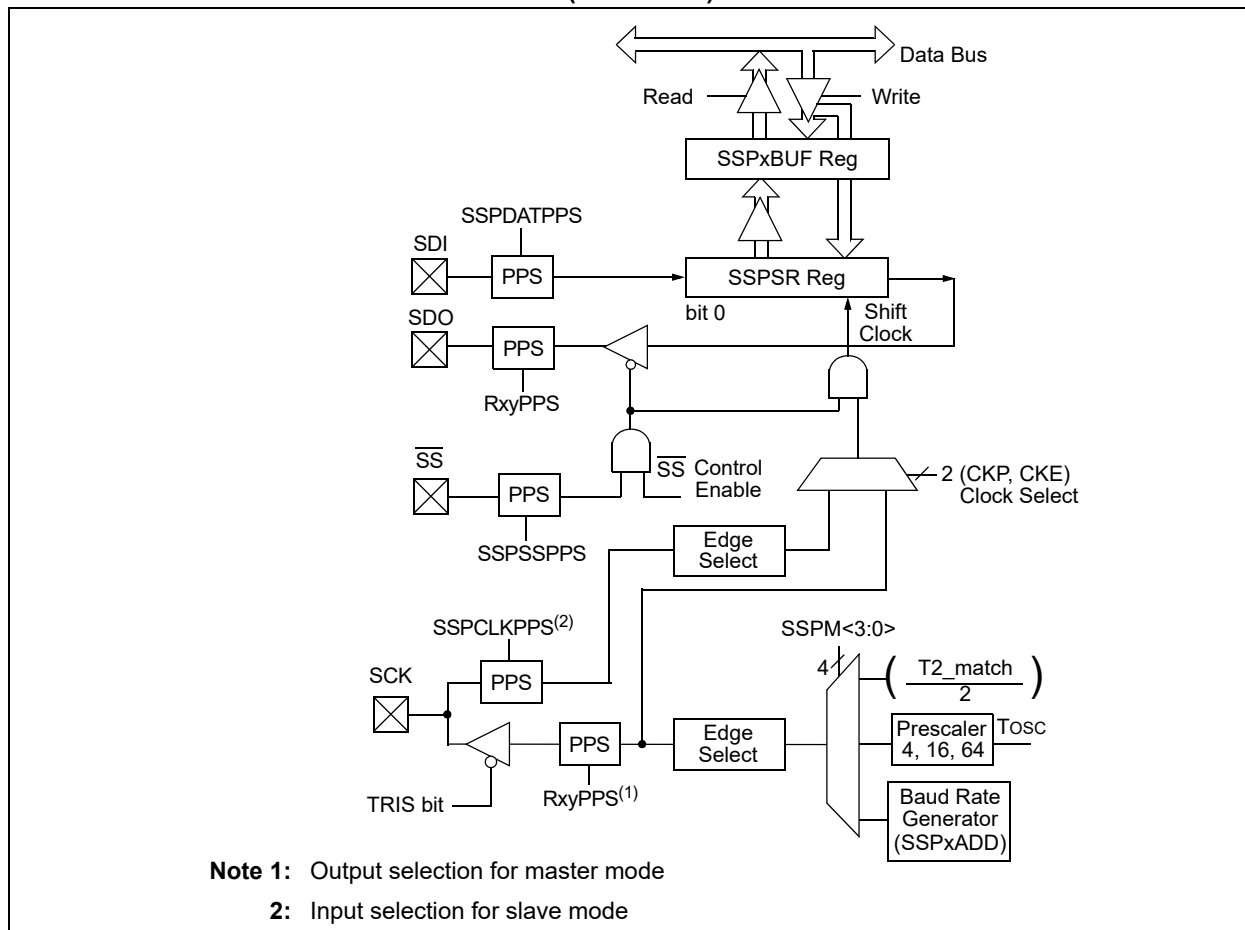 Data Bus
Read
Write
SSPxBUF Reg
SSPDATPPS
SDI
PPS
SSPSR Reg
bit 0
Shift
Clock
SDO
PPS
RxyPPS
SS
SS Control
Enable
PPS
2 (CKP, CKE)
Clock Select
SSPSSPPS
Edge
Select
SSPCLKPPS(2)
SSPM<3:0>
4
T2_match
2
( )
SCK
PPS
PPS
Edge
Select
Prescaler
4, 16, 64
TOSC
RxyPPS(1)
TRIS bit
Baud Rate
Generator
(SSPxADD)
Note 1: Output selection for master mode
2: Input selection for slave mode